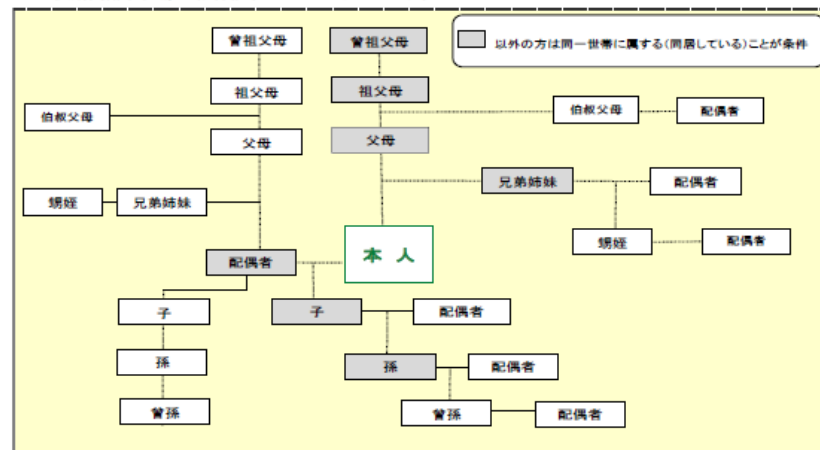 曾祖父母
曾祖父母
以外の方は同一世帯に属する(同居している)ことが条件
祖父母
祖父母
伯叔父母
伯叔父母
配偶者
父母
父母
甥姪
兄弟姉妹
兄弟姉妹
配偶者
甥姪
配偶者
配偶者
本人
子
子
配偶者
孫
孫
配偶者
曾孫
曾孫
配偶者